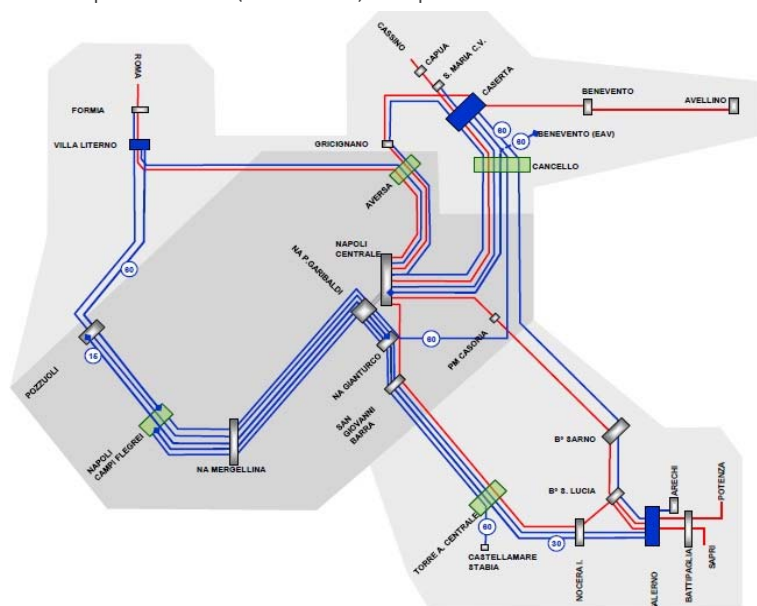 CASSINO
CAPUA
S. MARIA C.V.
CASERTA
ROMA
FORMIA
VILLA LITERNO
GRICIGNANO
AVERSA
BENEVENTO
AVELLINO
60
60
BENEVENTO (EAV)
CANCELLO
NAPOLI
CENTRALE
NA P.GARIBALDI
60
POZZUOLI
15
NAPOLI
CAMPI FLEGREI
NA MERGELLINA
NA GIANTURCO
60
PM CASORIA
SAN
GIOVANNI
BARRA
B° SARNO
B° S. LUCIA
ARECHI
POTENZA
TORRE A. CENTRALE
60
CASTELLAMARE
STABIA
30
NOCERA I.
ALERNO
BATTIPAGLIA
SAPRI